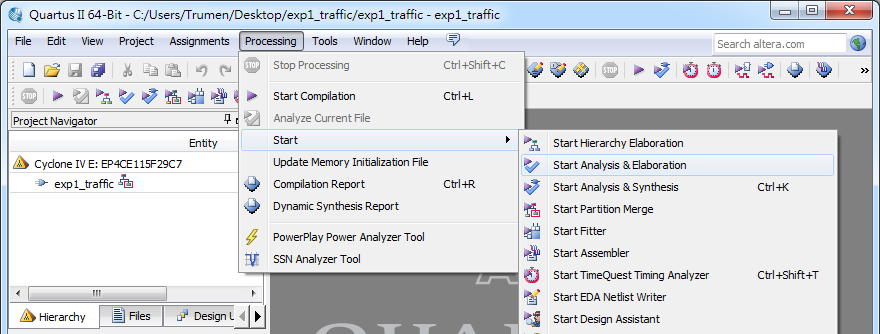 Quartus II 64-Bit - C:/Users/Trumen/Desktop/exp1_traffic/exp1_traffic - exp1_traffic
File Edit View Project Assignments Processing Tools Window Help
Search altera.com
STOP Stop Processing Ctrl+Shift+C
Start Compilation Ctrl+L
Analyze Current File
Start
Update Memory Initialization File
Compilation Report Ctrl+R
Dynamic Synthesis Report
PowerPlay Power Analyzer Tool
SSN Analyzer Tool
Start Hierarchy Elaboration
Start Analysis & Elaboration
Start Analysis & Synthesis Ctrl+K
Start Partition Merge
Start Fitter
Start Assembler
Start TimeQuest Timing Analyzer Ctrl+Shift+T
Start EDA Netlist Writer
Start Design Assistant
STOP
STOP
Project Navigator
Entity
Cyclone IV E: EP4CE115F29C7
exp1_traffic
Hierarchy Files Design U